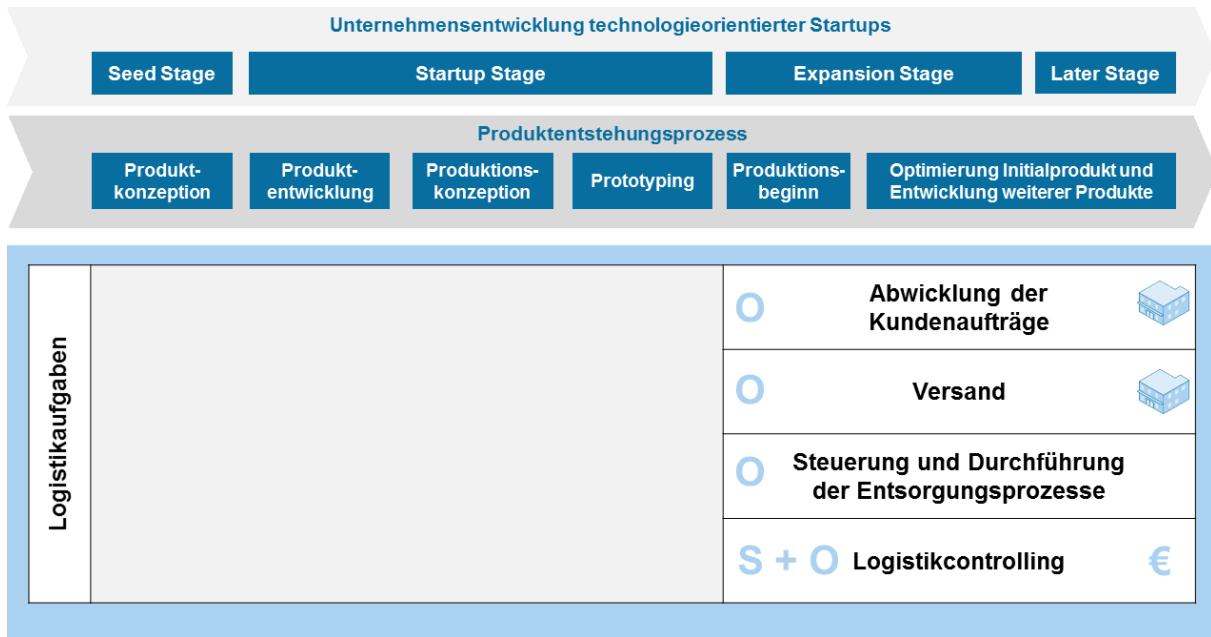 Unternehmensentwicklung technologieorientierter Startups
Seed Stage
Startup Stage
Expansion Stage
Later Stage
Produktentstehungsprozess
Produkt-
konzeption
Produkt-
entwicklung
Produktions-
konzeption
Prototyping
Produktions-
beginn
Optimierung Initialprodukt und
Entwicklung weiterer Produkte
Logistikaufgaben
O
Abwicklung der
Kundenaufträge
O
Versand
O
Steuerung und Durchführung
der Entsorgungsprozesse
S + O
Logistikcontrolling
€